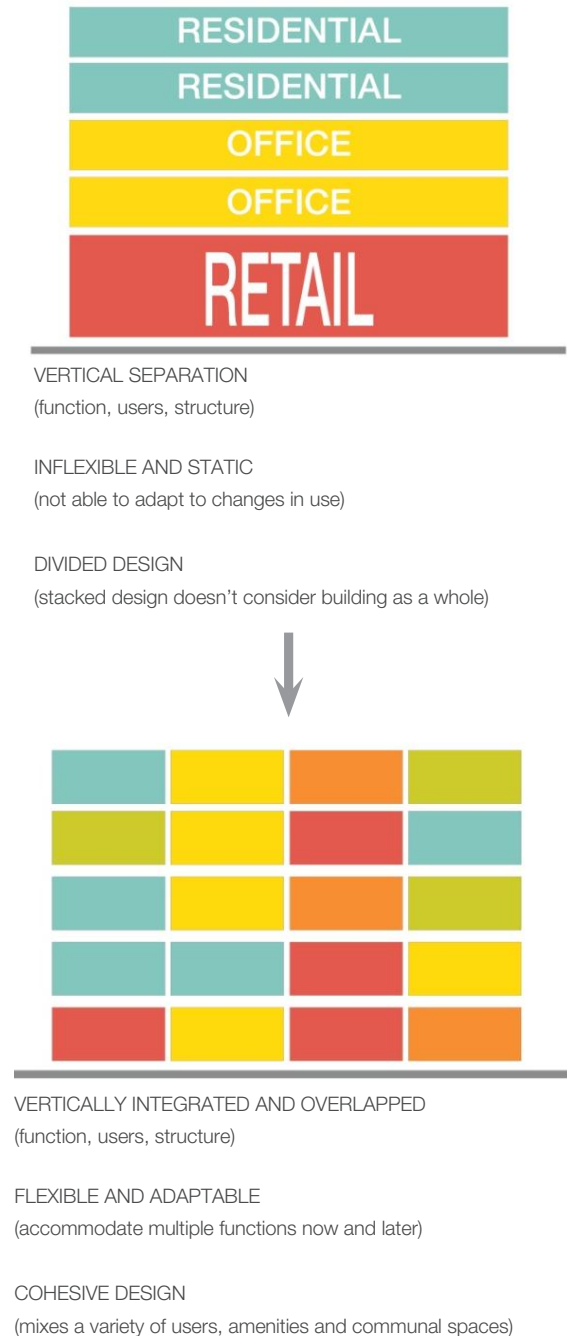 RESIDENTIAL
RESIDENTIAL
OFFICE
OFFICE
RETAIL
VERTICAL SEPARATION
(function, users, structure)
INFLEXIBLE AND STATIC
(not able to adapt to changes in use)
DIVIDED DESIGN
(stacked design doesn't consider building as a whole)
VERTICALLY INTEGRATED AND OVERLAPPED
(function, users, structure)
FLEXIBLE AND ADAPTABLE
(accommodate multiple functions now and later)
COHESIVE DESIGN
(mixes a variety of users, amenities and communal spaces)